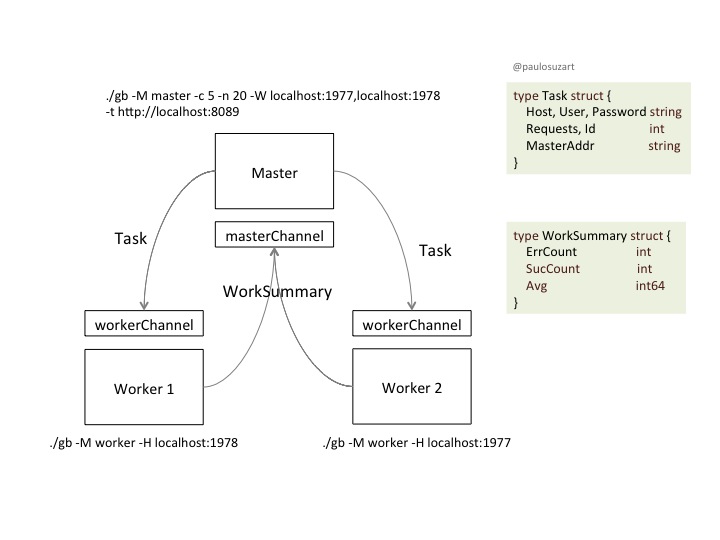 @paulosuzart
./gb -M master -c 5 -n 20 -W localhost:1977,localhost:1978
-t http://localhost:8089
type Task struct {
Host, User, Password string
Requests, Id int
MasterAddr string
}
Master
masterChannel
Task
Task
type WorkSummary struct {
ErrCount int
SucCount int
Avg int64
}
WorkSummary
workerChannel
workerChannel
Worker 1
Worker 2
./gb -M worker -H localhost:1978
./gb -M worker -H localhost:1977